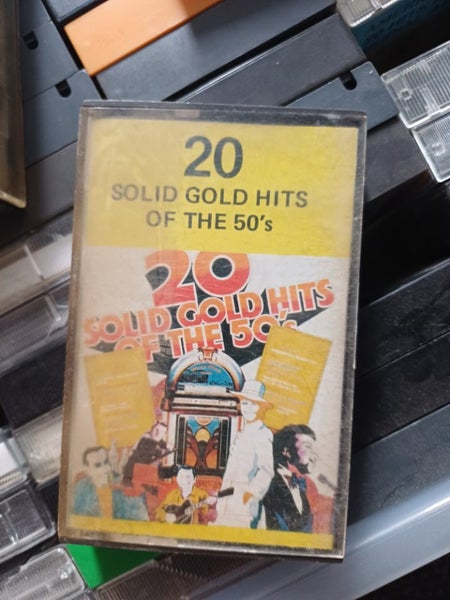 20
SOLID GOLD HITS
OF THE 50's
20
SOLID GOLD HITS
OF THE 50's